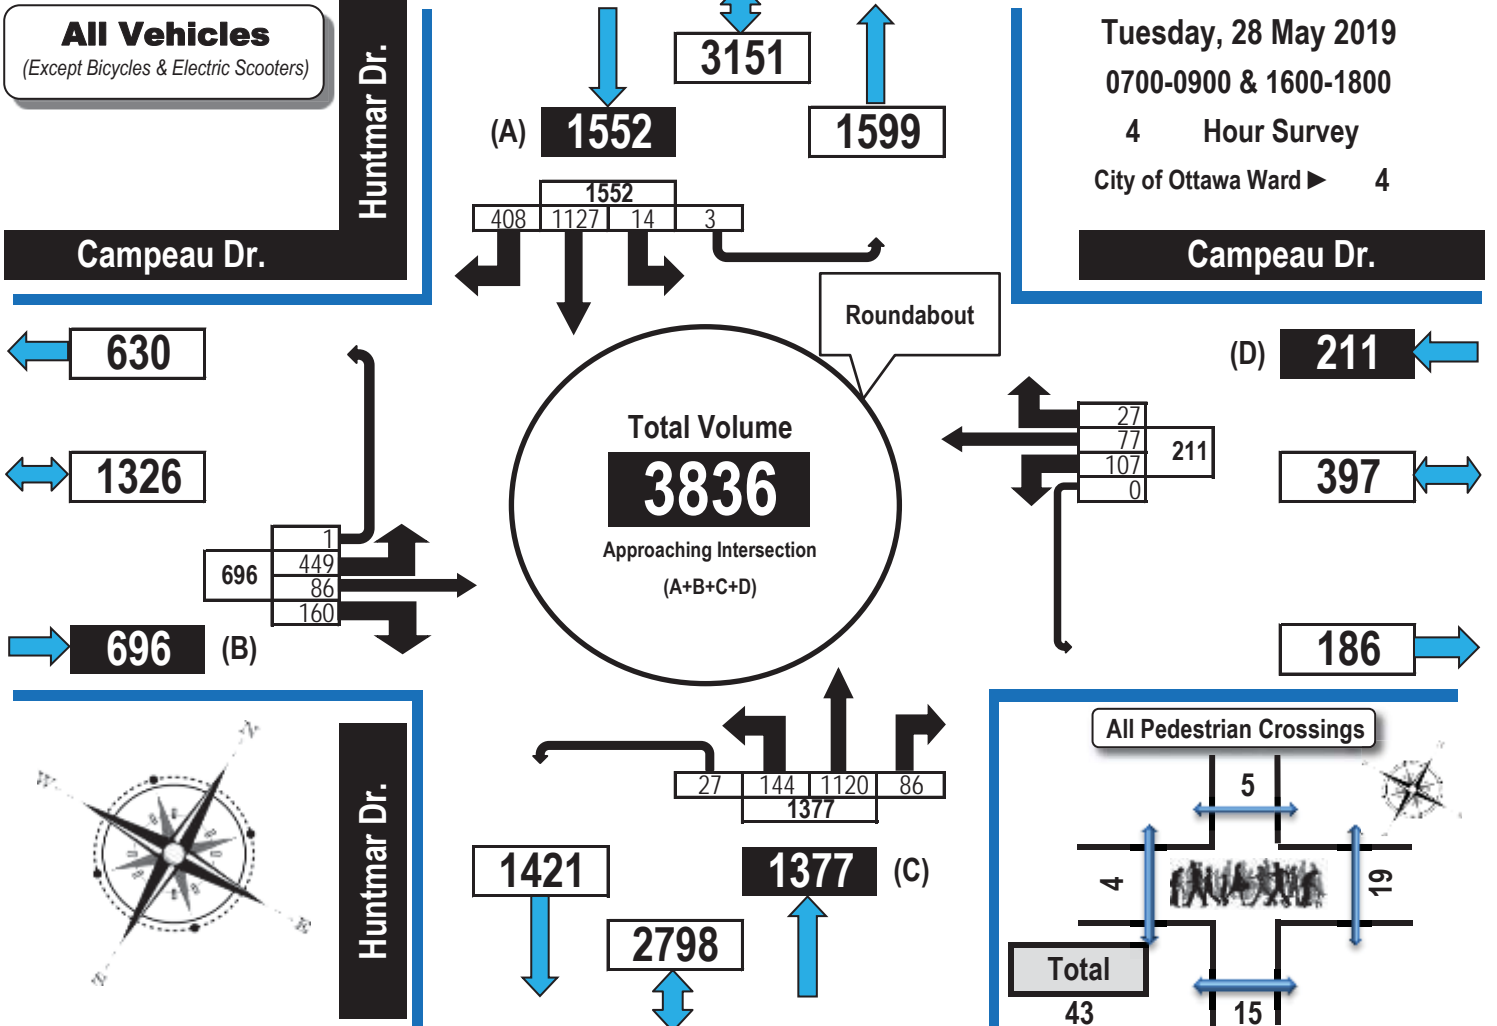 All Vehicles
(Except Bicycles & Electric Scooters)
Huntmar Dr.
Campeau Dr.
3151
(A) 1552
1599
1552
408 1127 14 3
Tuesday, 28 May 2019
0700-0900 & 1600-1800
4 Hour Survey
City of Ottawa Ward ► 4
Campeau Dr.
Roundabout
630
1326
1
449
696
86
160
696 (B)
Total Volume
3836
Approaching Intersection
(A+B+C+D)
(D) 211
27
77
211
107
0
397
186
N
W
E
S
Huntmar Dr.
27 144 1120 86
1377
1421
1377 (C)
2798
All Pedestrian Crossings
5
4
19
Total
43
15